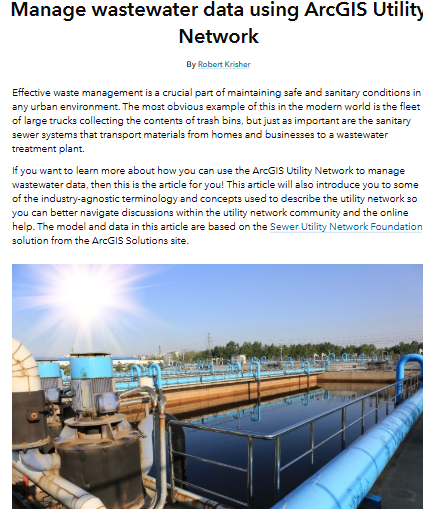 Manage wastewater data using ArcGIS Utility
Network
By Robert Krisher
Effective waste management is a crucial part of maintaining safe and sanitary conditions in
any urban environment. The most obvious example of this in the modern world is the fleet
of large trucks collecting the contents of trash bins, but just as important are the sanitary
sewer systems that transport materials from homes and businesses to a wastewater
treatment plant.
If you want to learn more about how you can use the ArcGIS Utility Network to manage
wastewater data, then this is the article for you! This article will also introduce you to some
of the industry-agnostic terminology and concepts used to describe the utility network so
you can better navigate discussions within the utility network community and the online
help. The model and data in this article are based on the Sewer Utility Network Foundation
solution from the ArcGIS Solutions site.